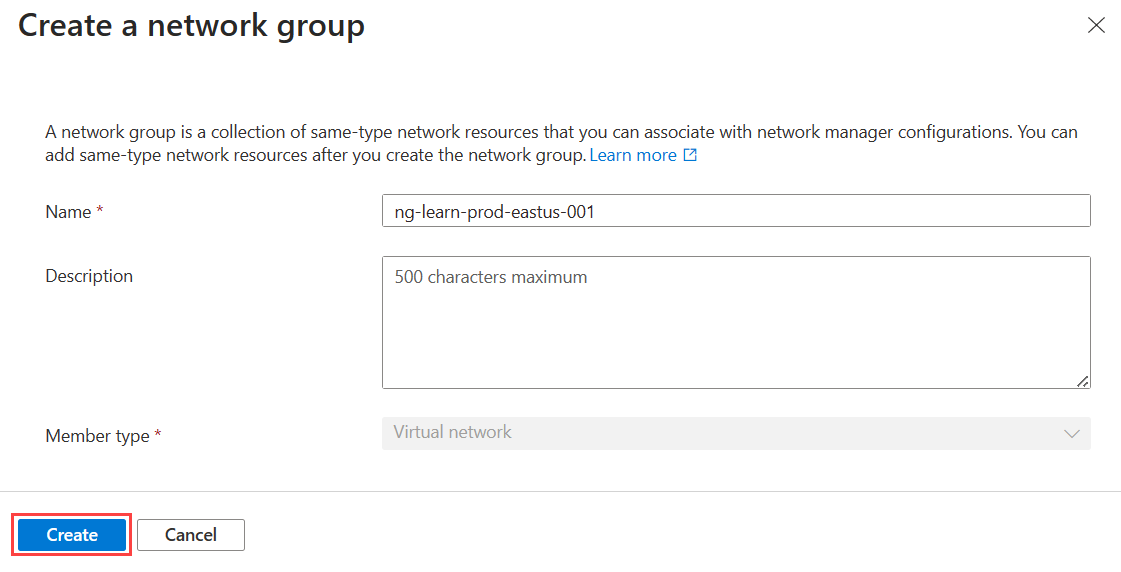 Create a network group
A network group is a collection of same-type network resources that you can associate with network manager configurations. You can
add same-type network resources after you create the network group. Learn more
Name *
ng-learn-prod-eastus-001
Description
500 characters maximum
Member type *
Virtual network
Create
Cancel